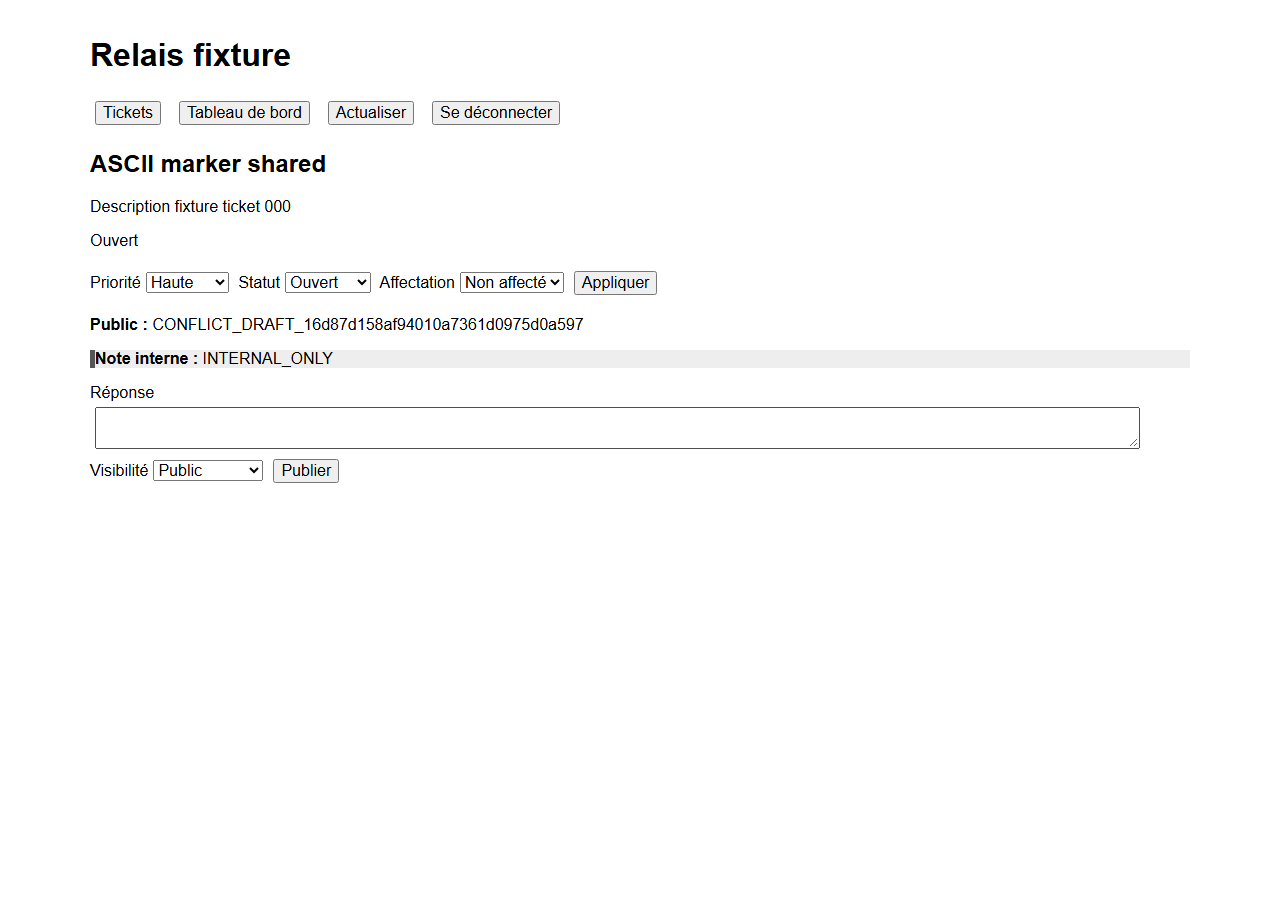 Relais fixture
Tickets Tableau de bord Actualiser Se déconnecter
ASCII marker shared
Description fixture ticket 000
Ouvert
Priorité Haute Statut Ouvert Affectation Non affecté Appliquer
Public : CONFLICT_DRAFT_16d87d158af94010a7361d0975d0a597
Note interne : INTERNAL_ONLY
Réponse
Visibilité Public Publier